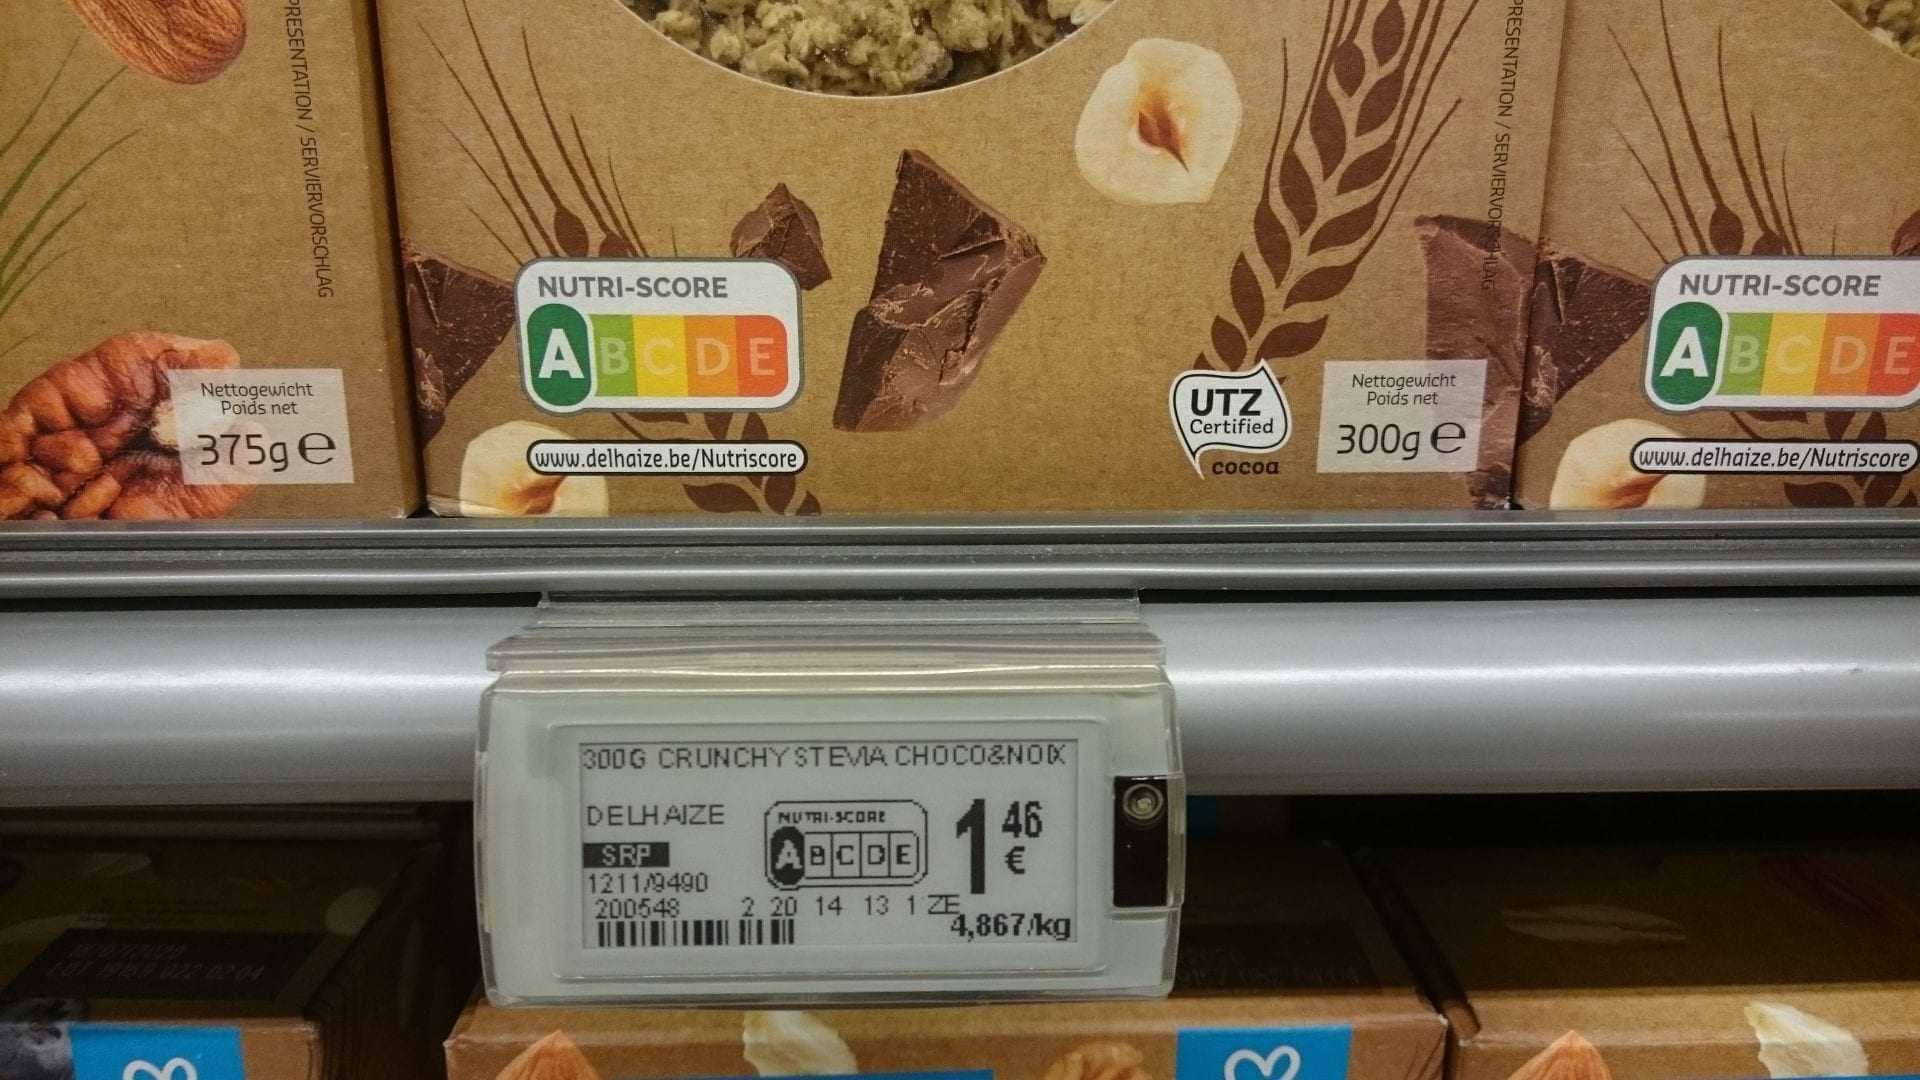 PRESENTATION / SERVIERVORSCHLAG
Nettogewicht
Poids net
375g e
NUTRI-SCORE
A B C D E
www.delhaize.be/Nutriscore
UTZ
Certified
cocoa
PRESENTATION / SERVIERVORSCHLAG
Nettogewicht
Poids net
300g e
NUTRI-SCORE
A B C D E
www.delhaize.be/Nutriscore
300G CRUNCHY STEVIA CHOCO&NOIX
DELHAIZE
NUTRI-SCORE
A B C D E
1 46
€
SRP
1211/9490
200548 2 20 14 13 1 ZE
4,867/kg